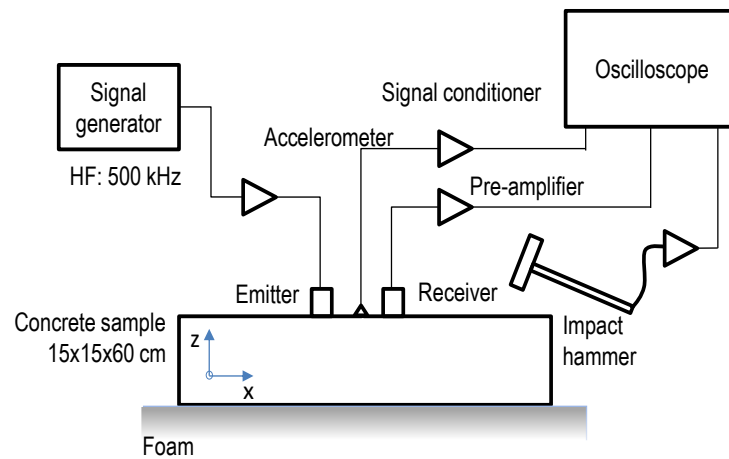 Signal
generator
HF: 500 kHz
Oscilloscope
Signal conditioner
Accelerometer
Pre-amplifier
Emitter
Receiver
Impact
hammer
Concrete sample
15x15x60 cm
z
x
Foam